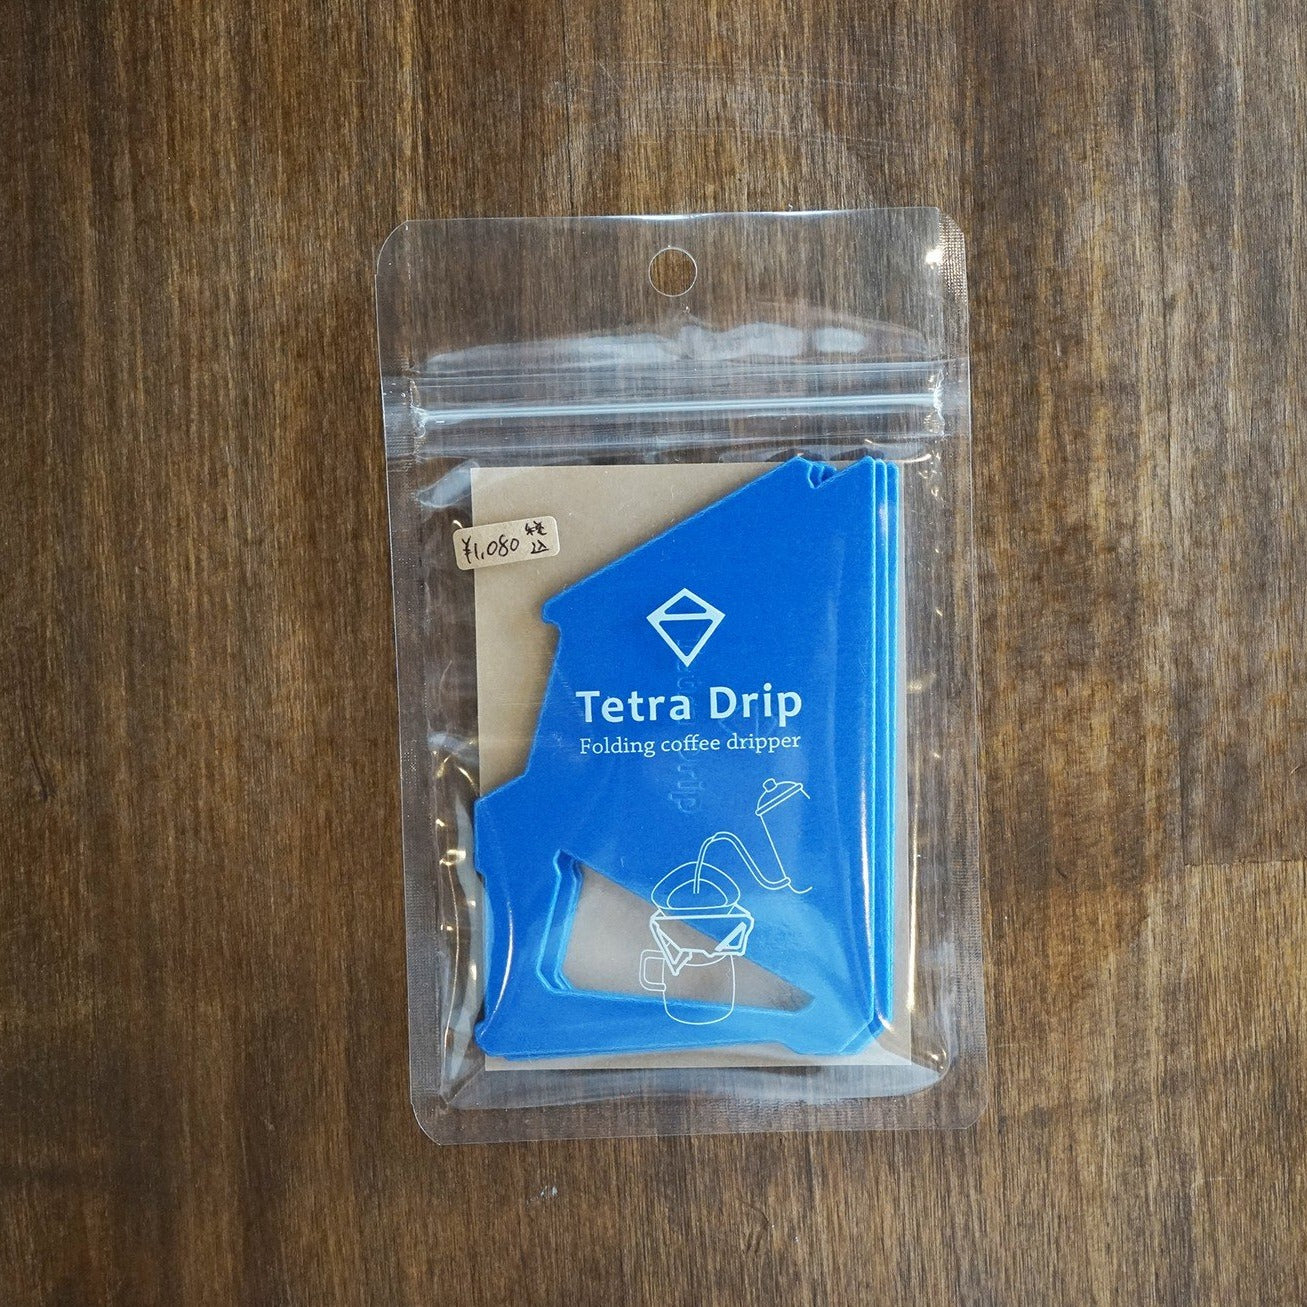 ¥1,080 税込
Tetra Drip
Folding coffee dripper